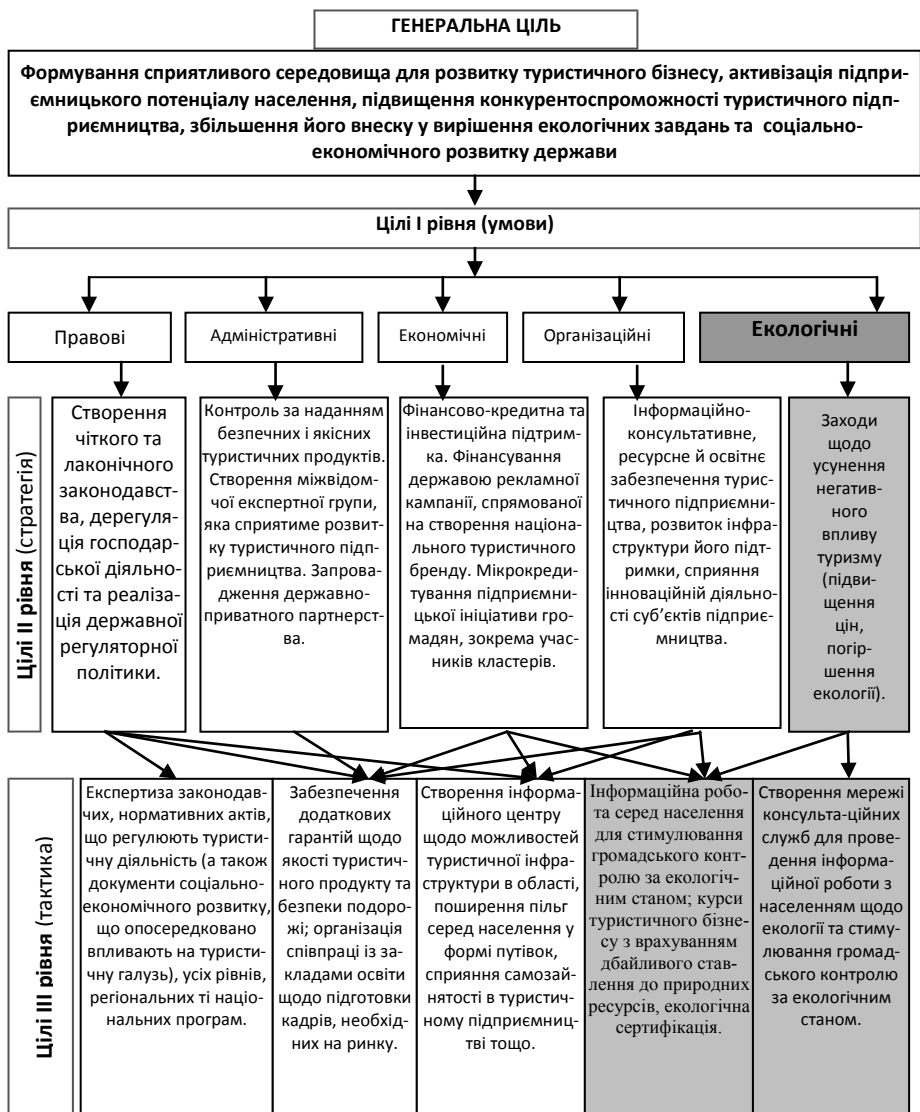 ГЕНЕРАЛЬНА ЦІЛЬ
Формування сприятливого середовища для розвитку туристичного бізнесу, активізація підпри-
ємницького потенціалу населення, підвищення конкурентоспроможності туристичного підп-
риємництва, збільшення його внеску у вирішення екологічних завдань та соціально-
економічного розвитку держави
Цілі І рівня (умови)
Правові
Адміністративні
Економічні
Організаційні
Екологічні
Цілі ІІ рівня (стратегія)
Створення
чіткого та
лаконічного
законодавст-
ва, дерегуля-
ція господар-
ської діяльно-
сті та реаліза-
ція державної
регуляторної
політики.
Контроль за наданням
безпечних і якісних
туристичних продуктів.
Створення міжвідом-
чої експертної групи,
яка сприятиме розви-
тку туристичного підп-
риємництва. Запрова-
дження державно-
приватного партнерст-
ва.
Фінансово-кредитна та
інвестиційна підтрим-
ка. Фінансування
державою рекламної
кампанії, спрямованої
на створення націона-
льного туристичного
бренду. Мікрокреди-
тування підприємни-
цької ініціативи гро-
мадян, зокрема учас-
ників кластерів.
Інформаційно-
консультативне,
ресурсне й освітнє
забезпечення турис-
тичного підприємни-
цтва, розвиток інфра-
структури його підт-
римки, сприяння
інноваційній діяльно-
сті суб’єктів підприє-
мництва.
Заходи
щодо
усунення
негатив-
ного
впливу
туризму
(підви-
щення
цін,
погір-
шення
екології).
Цілі ІІІ рівня (тактика)
Експертиза законодав-
чих, нормативних актів,
що регулюють туристи-
чну діяльність (а також
документи соціально-
економічного розвитку,
що опосередковано
впливають на туристи-
чну галузь), усіх рівнів,
регіональних ті наці-
ональних програм.
Забезпечення
додаткових
гарантій щодо
якості туристич-
ного продукту та
безпеки подоро-
жі; організація
співпраці із за-
кладами освіти
щодо підготовки
кадрів, необхід-
них на ринку.
Створення інформа-
ційного центру
щодо можливостей
туристичної інфра-
структури в області,
поширення пільг
серед населення у
формі путівок,
сприяння самозай-
нятості в туристич-
ному підприємниц-
тві тощо.
Інформаційна робо-
та серед населення
для стимулювання
громадського конт-
ролю за екологіч-
ним станом; курси
туристичного бізне-
су з врахуванням
дбайливого став-
лення до природних
ресурсів, екологічна
сертифікація.
Створення мережі
консульта-ційних
служб для прове-
дення інформа-
ційної роботи з
населенням щодо
екології та стиму-
лювання грома-
дського контролю
за екологічним
станом.